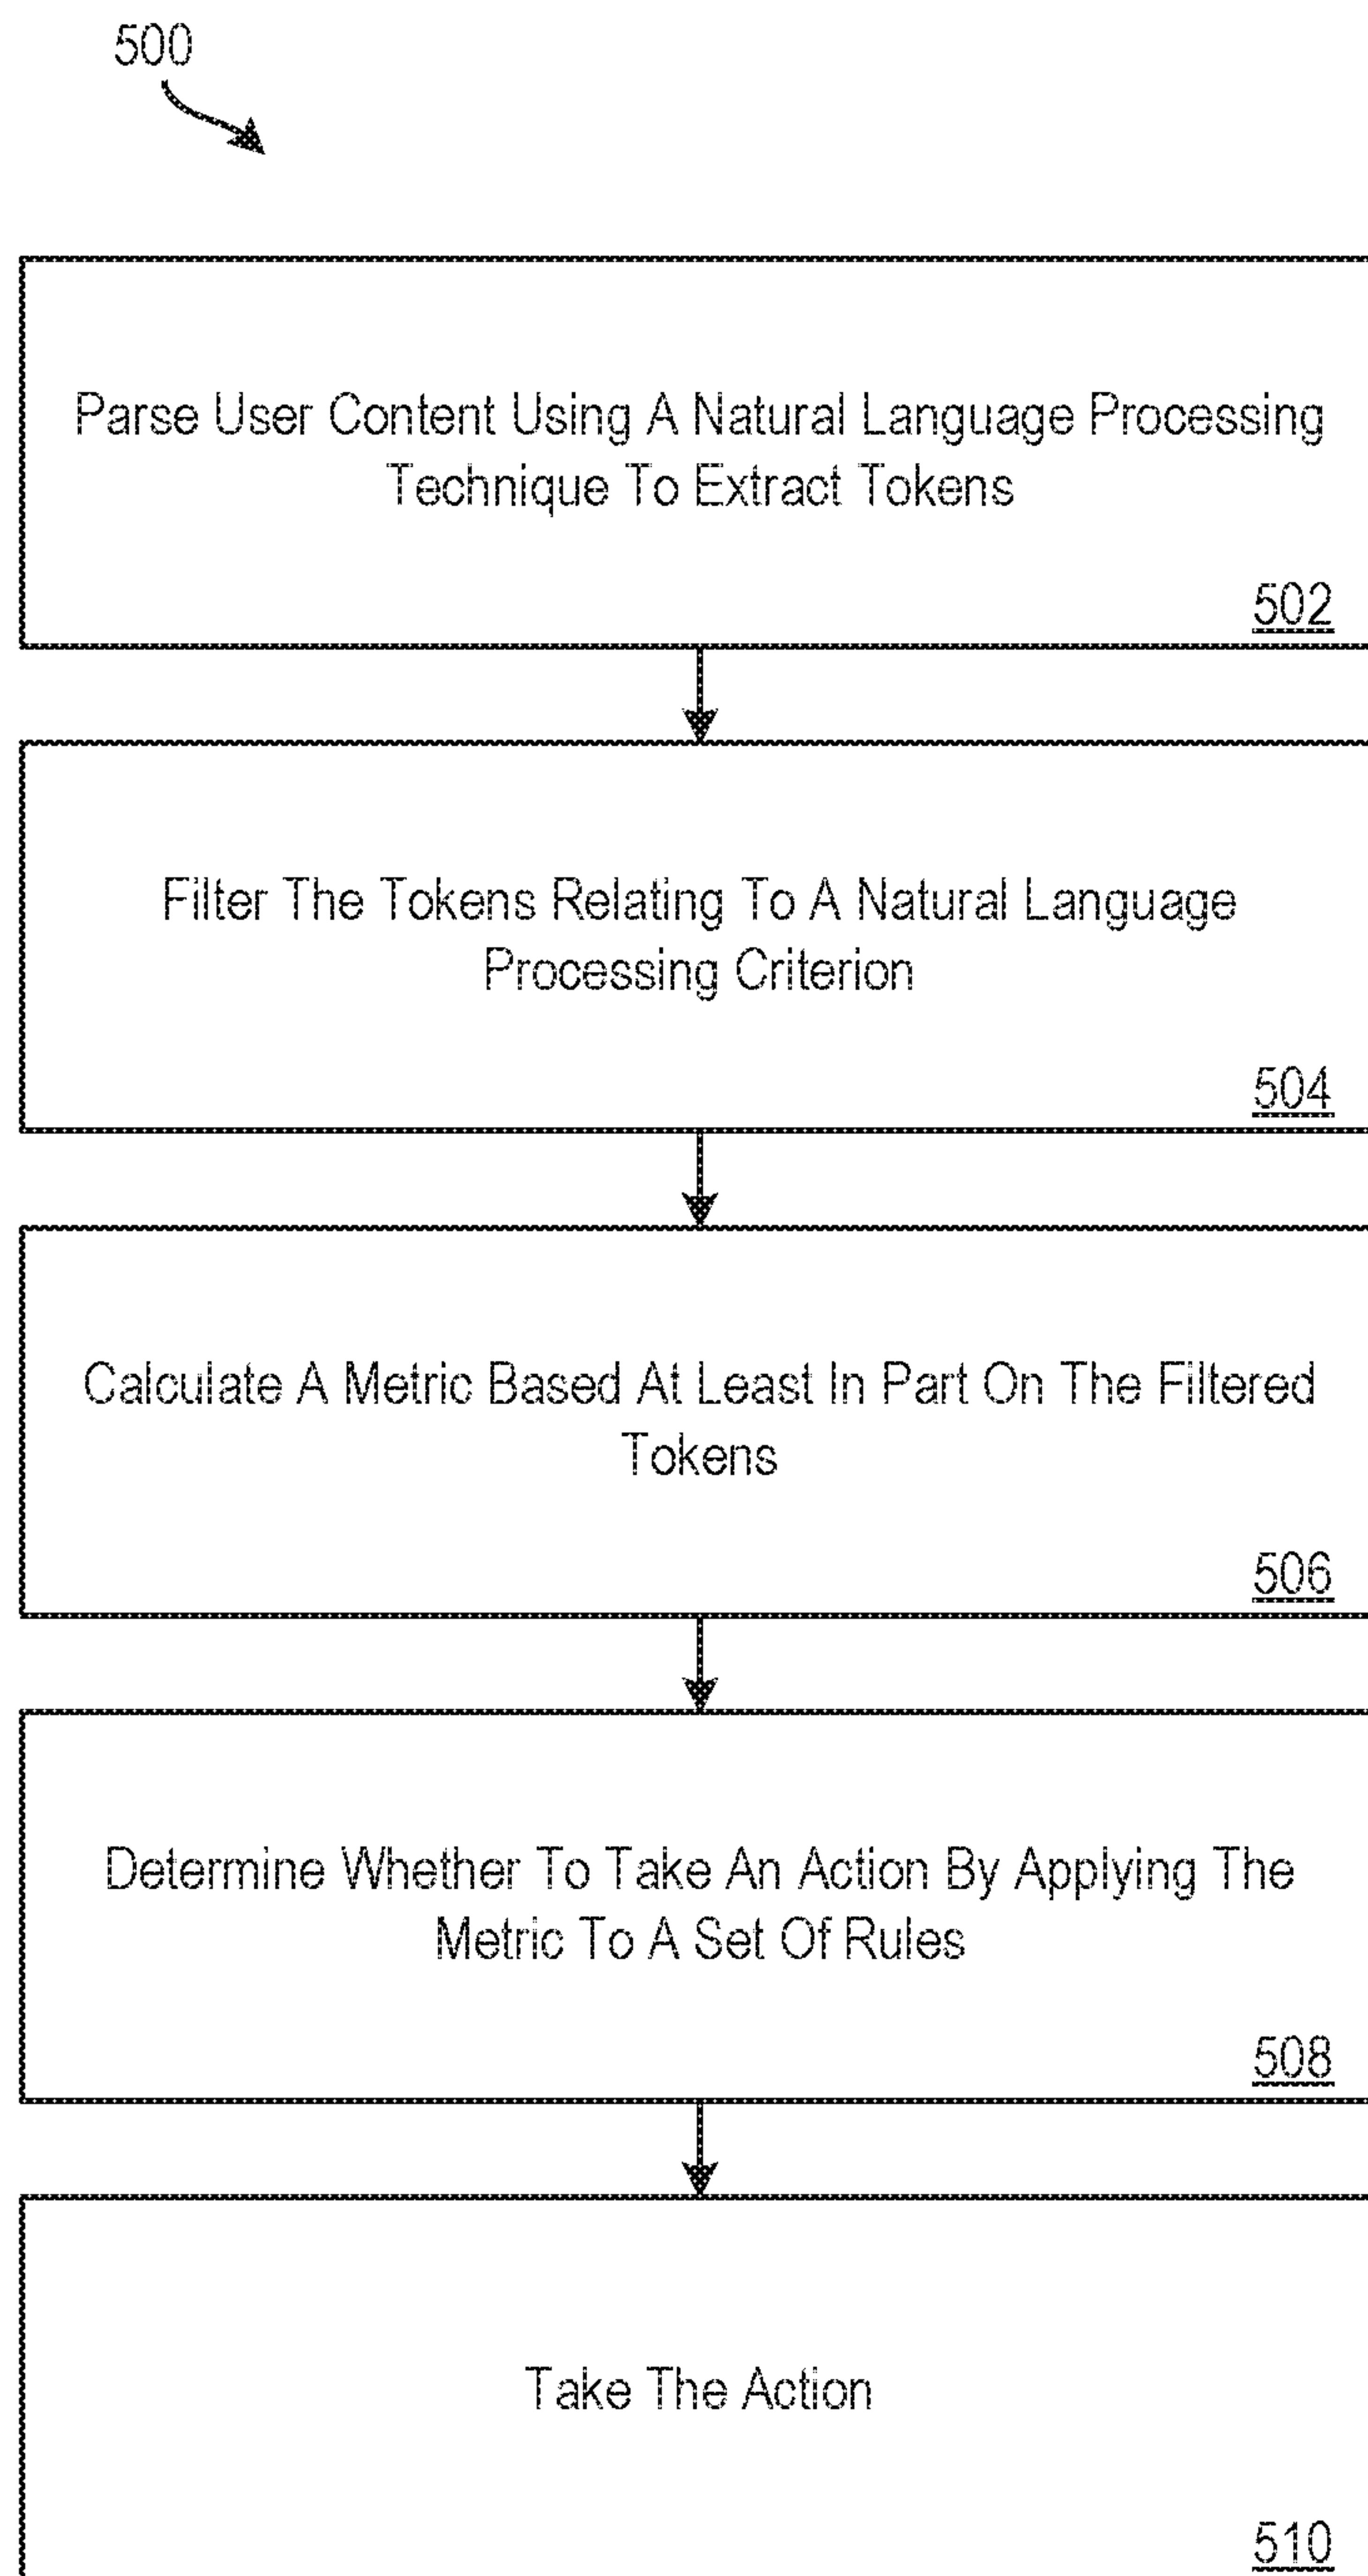 500
Parse User Content Using A Natural Language Processing
Technique To Extract Tokens
502
Filter The Tokens Relating To A Natural Language
Processing Criterion
504
Calculate A Metric Based At Least In Part On The Filtered
Tokens
506
Determine Whether To Take An Action By Applying The
Metric To A Set Of Rules
508
Take The Action
510